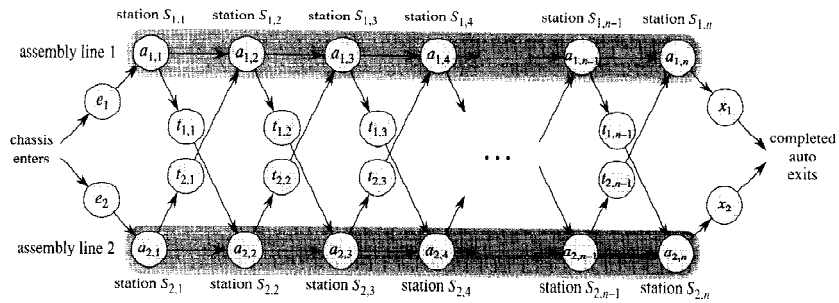 station S1,1 station S1,2 station S1,3 station S1,4 station S1,n−1 station S1,n
assembly line 1 a1,1 a1,2 a1,3 a1,4 a1,n−1 a1,n
e1 x1
t1,1 t1,2 t1,3 t1,n−1
chassis enters ... completed auto exits
t2,1 t2,2 t2,3 t2,n−1
e2 x2
assembly line 2 a2,1 a2,2 a2,3 a2,4 a2,n−1 a2,n
station S2,1 station S2.2 station S2,3 station S2,4 station S2,n−1 station S2,n